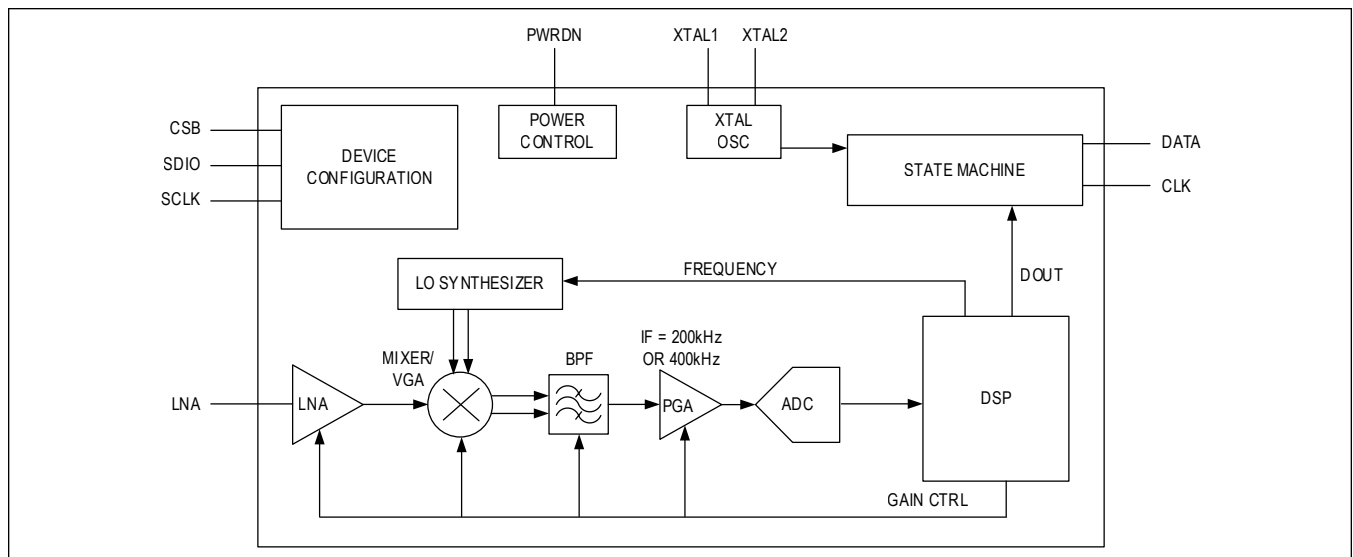 PWRDN
XTAL1
XTAL2
CSB
SDIO
SCLK
DEVICE
CONFIGURATION
POWER
CONTROL
XTAL
OSC
STATE MACHINE
DATA
CLK
LO SYNTHESIZER
FREQUENCY
DOUT
MIXER/
VGA
BPF
IF = 200kHz
OR 400kHz
LNA
LNA
PGA
ADC
DSP
GAIN CTRL